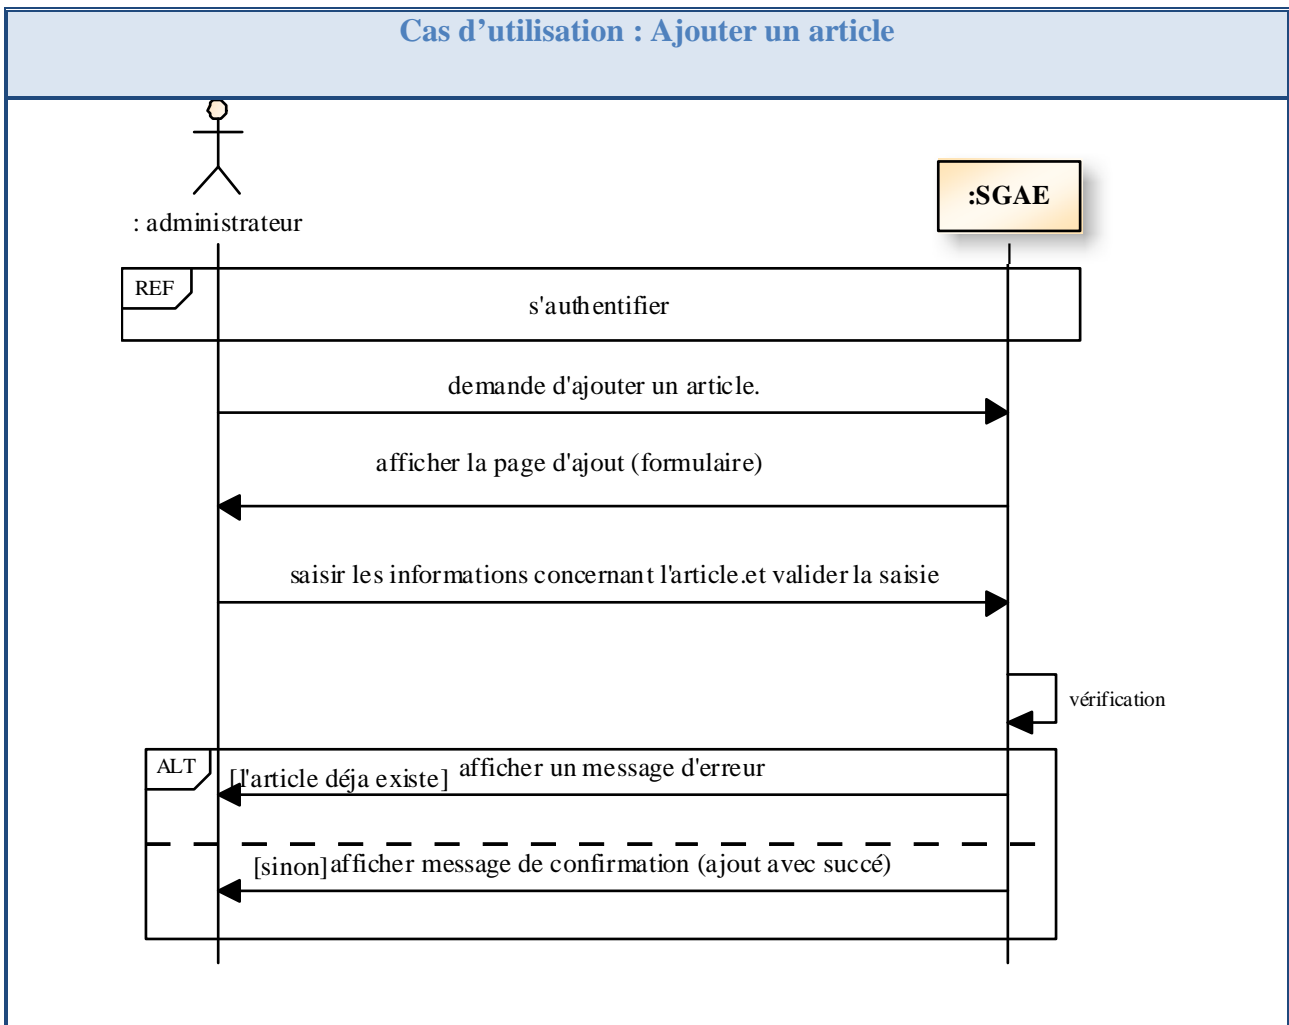 Cas d’utilisation : Ajouter un article
: administrateur
:SGAE
REF
s'authentifier
demande d'ajouter un article.
afficher la page d'ajout (formulaire)
saisir les informations concernant l'article.et valider la saisie
vérification
ALT
[l'article déja existe] afficher un message d'erreur
[sinon] afficher message de confirmation (ajout avec succé)